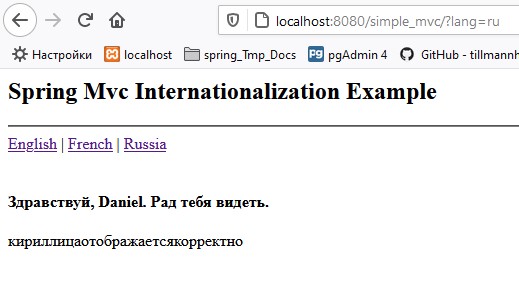 localhost:8080/simple_mvc/?lang=ru
Настройки localhost spring_Tmp_Docs pgAdmin 4 GitHub - tillmannh
Spring Mvc Internationalization Example
English | French | Russia
Здравствуй, Daniel. Рад тебя видеть.
кириллицаотображаетсякорректно